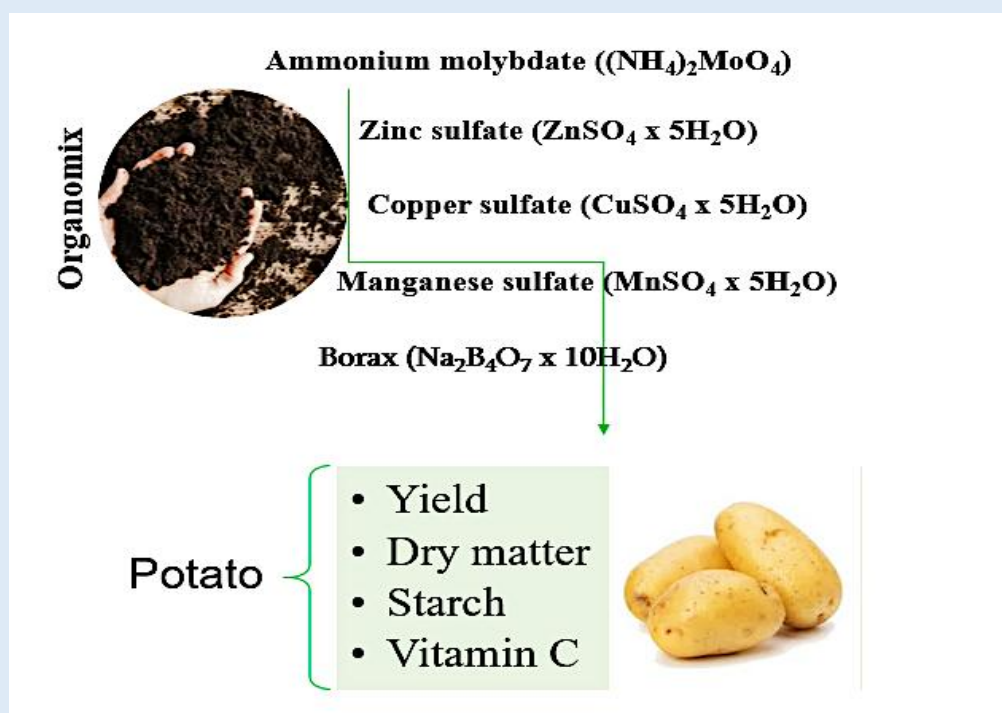 Ammonium molybdate ((NH₄)₂MoO₄)
Zinc sulfate (ZnSO₄ x 5H₂O)
Organomix
Copper sulfate (CuSO₄ x 5H₂O)
Manganese sulfate (MnSO₄ x 5H₂O)
Borax (Na₂B₄O₇ x 10H₂O)
• Yield
• Dry matter
Potato
• Starch
• Vitamin C